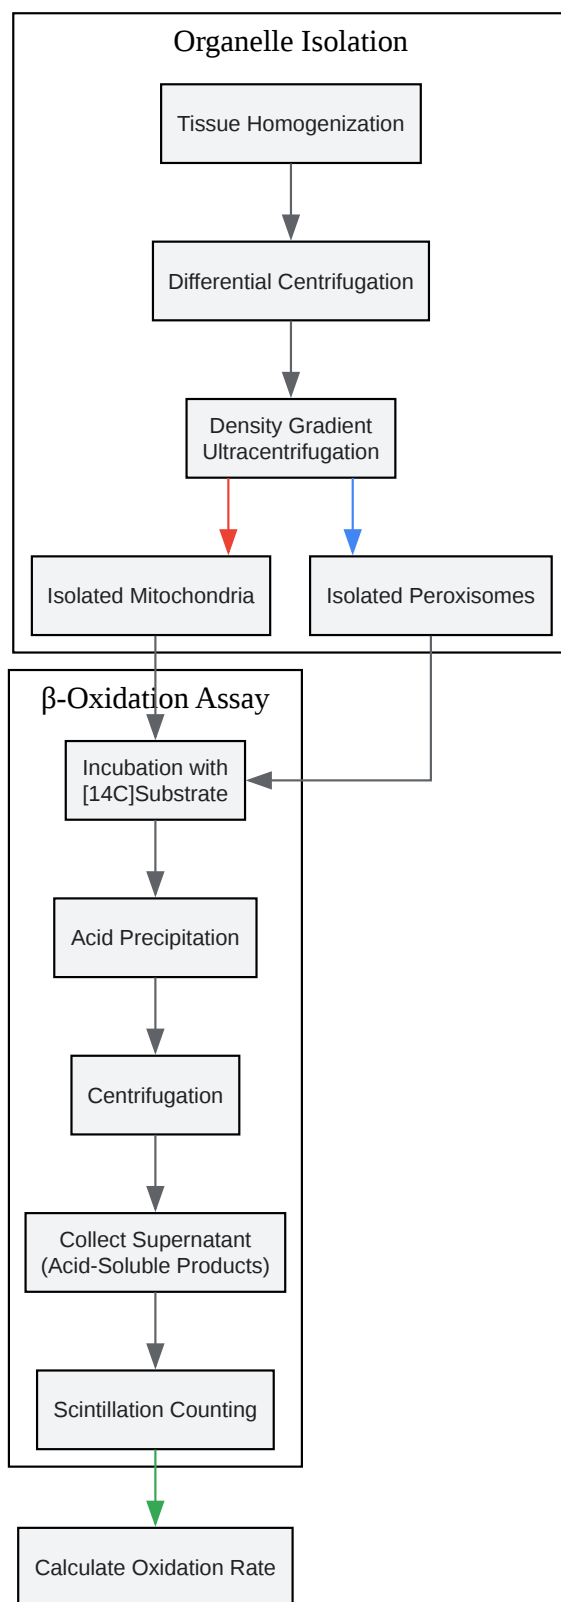 Organelle Isolation
Tissue Homogenization
Differential Centrifugation
Density Gradient
Ultracentrifugation
Isolated Mitochondria
Isolated Peroxisomes
β-Oxidation Assay
Incubation with
[14C]Substrate
Acid Precipitation
Centrifugation
Collect Supernatant
(Acid-Soluble Products)
Scintillation Counting
Calculate Oxidation Rate